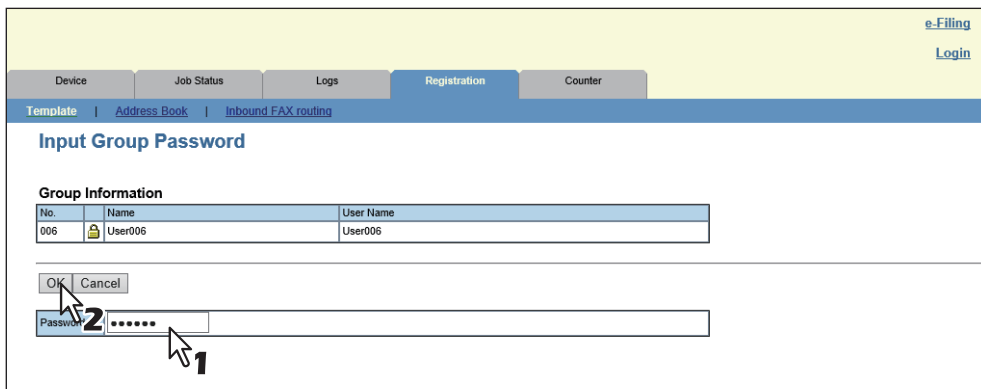 e-Filing
Login
Device Job Status Logs Registration Counter
Template | Address Book | Inbound FAX routing
Input Group Password
Group Information
No. Name User Name
006 User006 User006
OK Cancel
2
Password ••••••
1